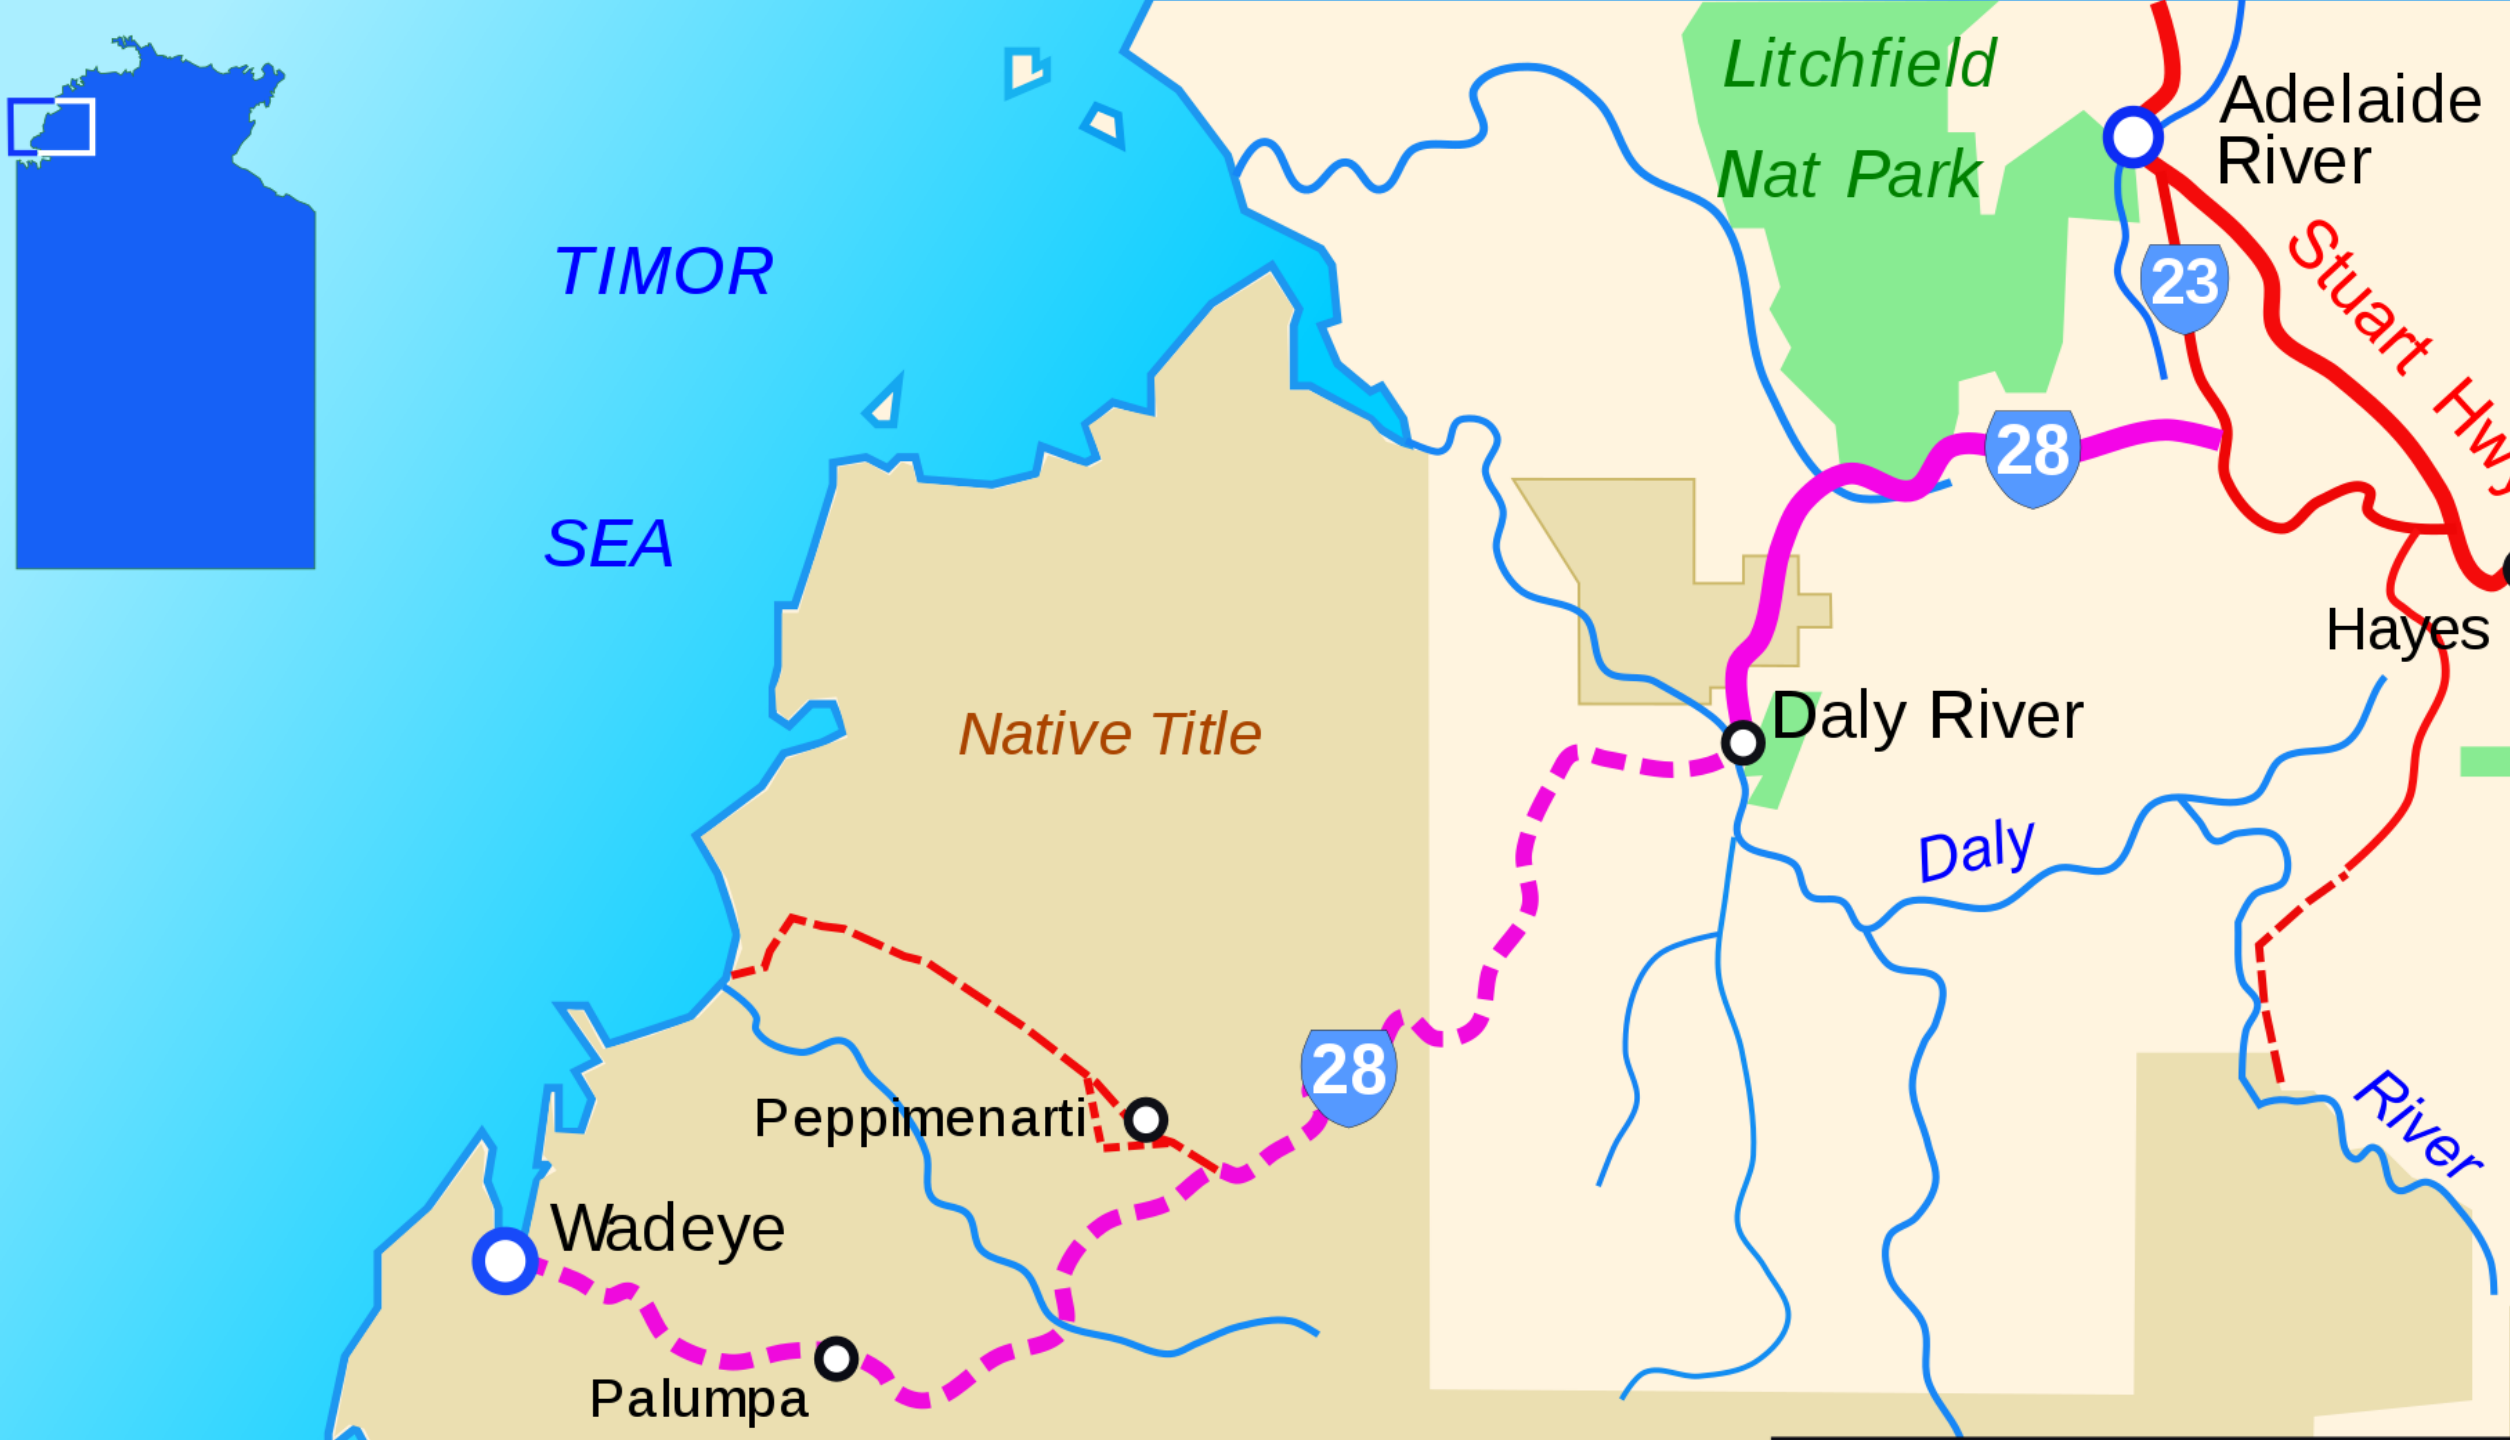 Litchfield
Nat Park
Adelaide
River
TIMOR
SEA
23
Stuart Hwy
28
Hayes
Native Title
Daly River
Daly
River
28
Peppimenarti
Wadeye
Palumpa